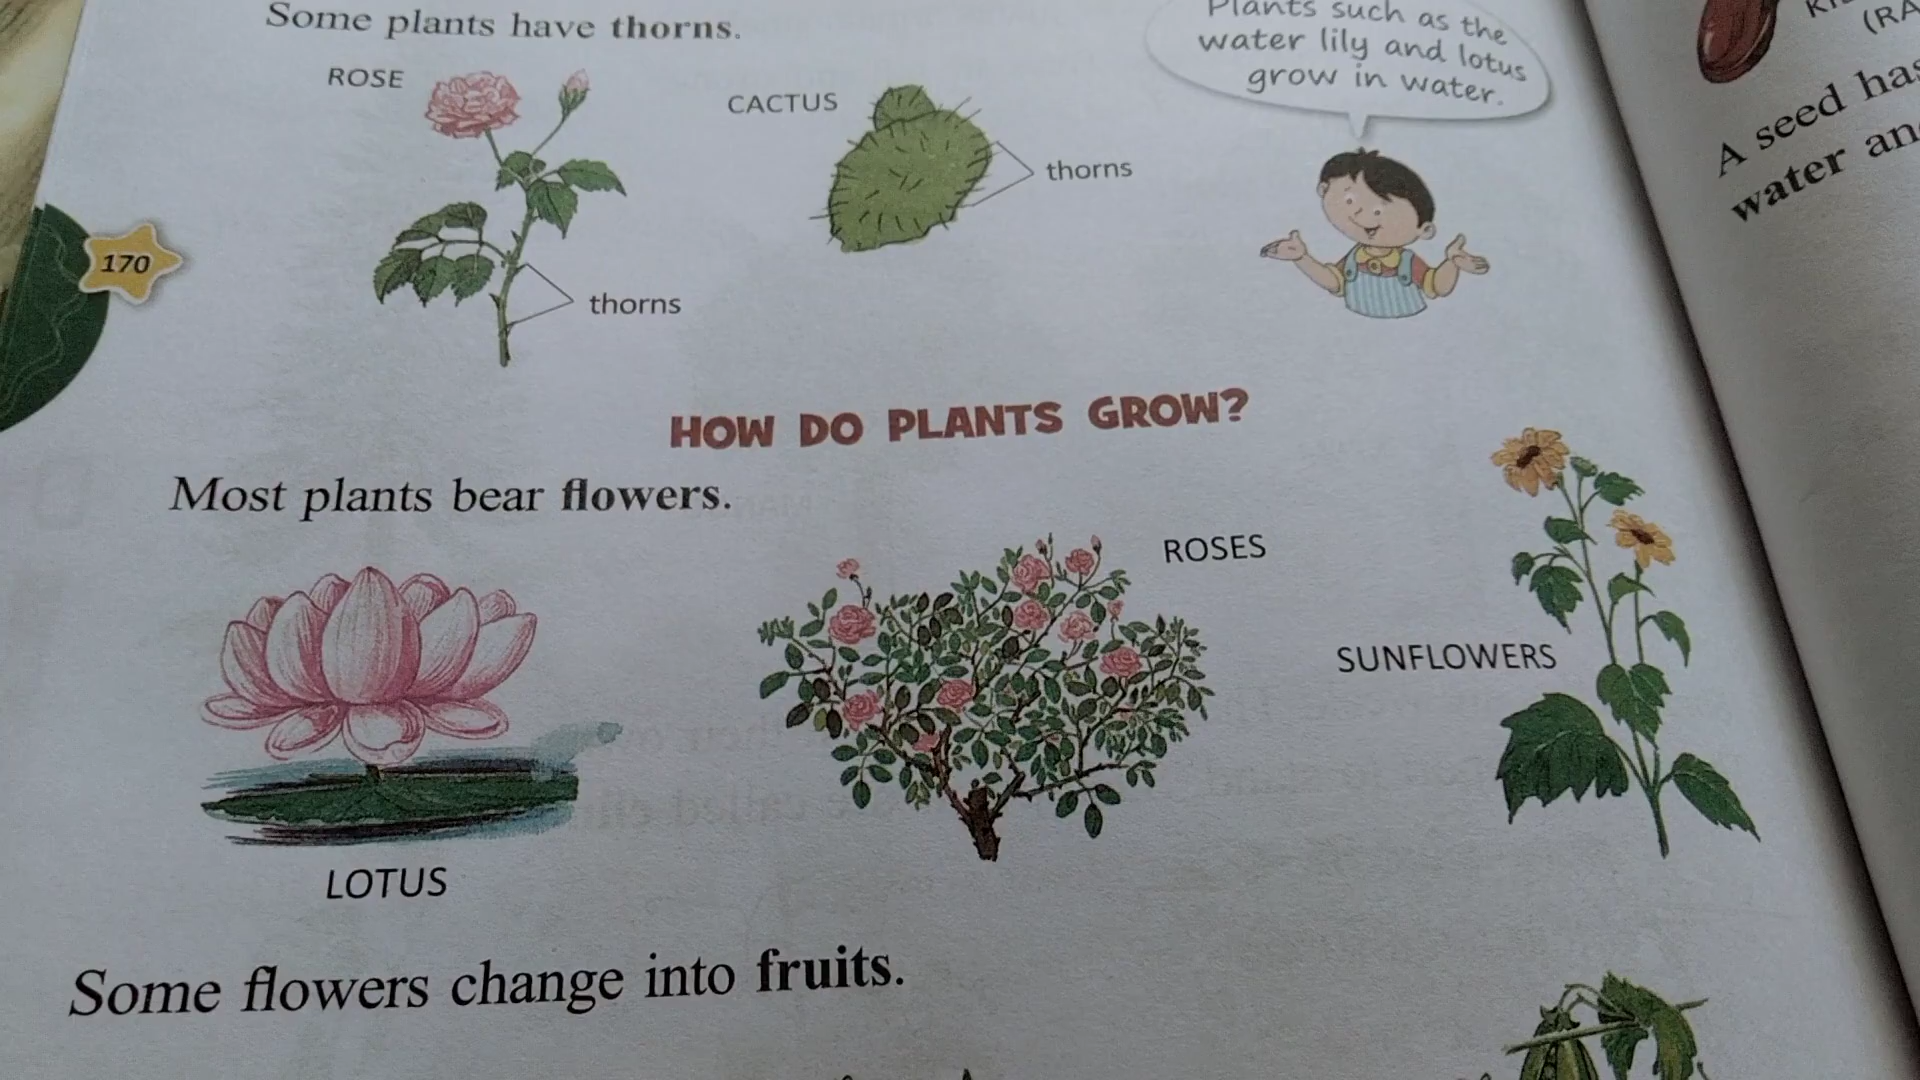 Some plants have thorns.
Plants such as the
water lily and lotus
grow in water.
ROSE
CACTUS
thorns
thorns
170
HOW DO PLANTS GROW?
Most plants bear flowers.
ROSES
SUNFLOWERS
LOTUS
Some flowers change into fruits.
(RA
A seed has
water an